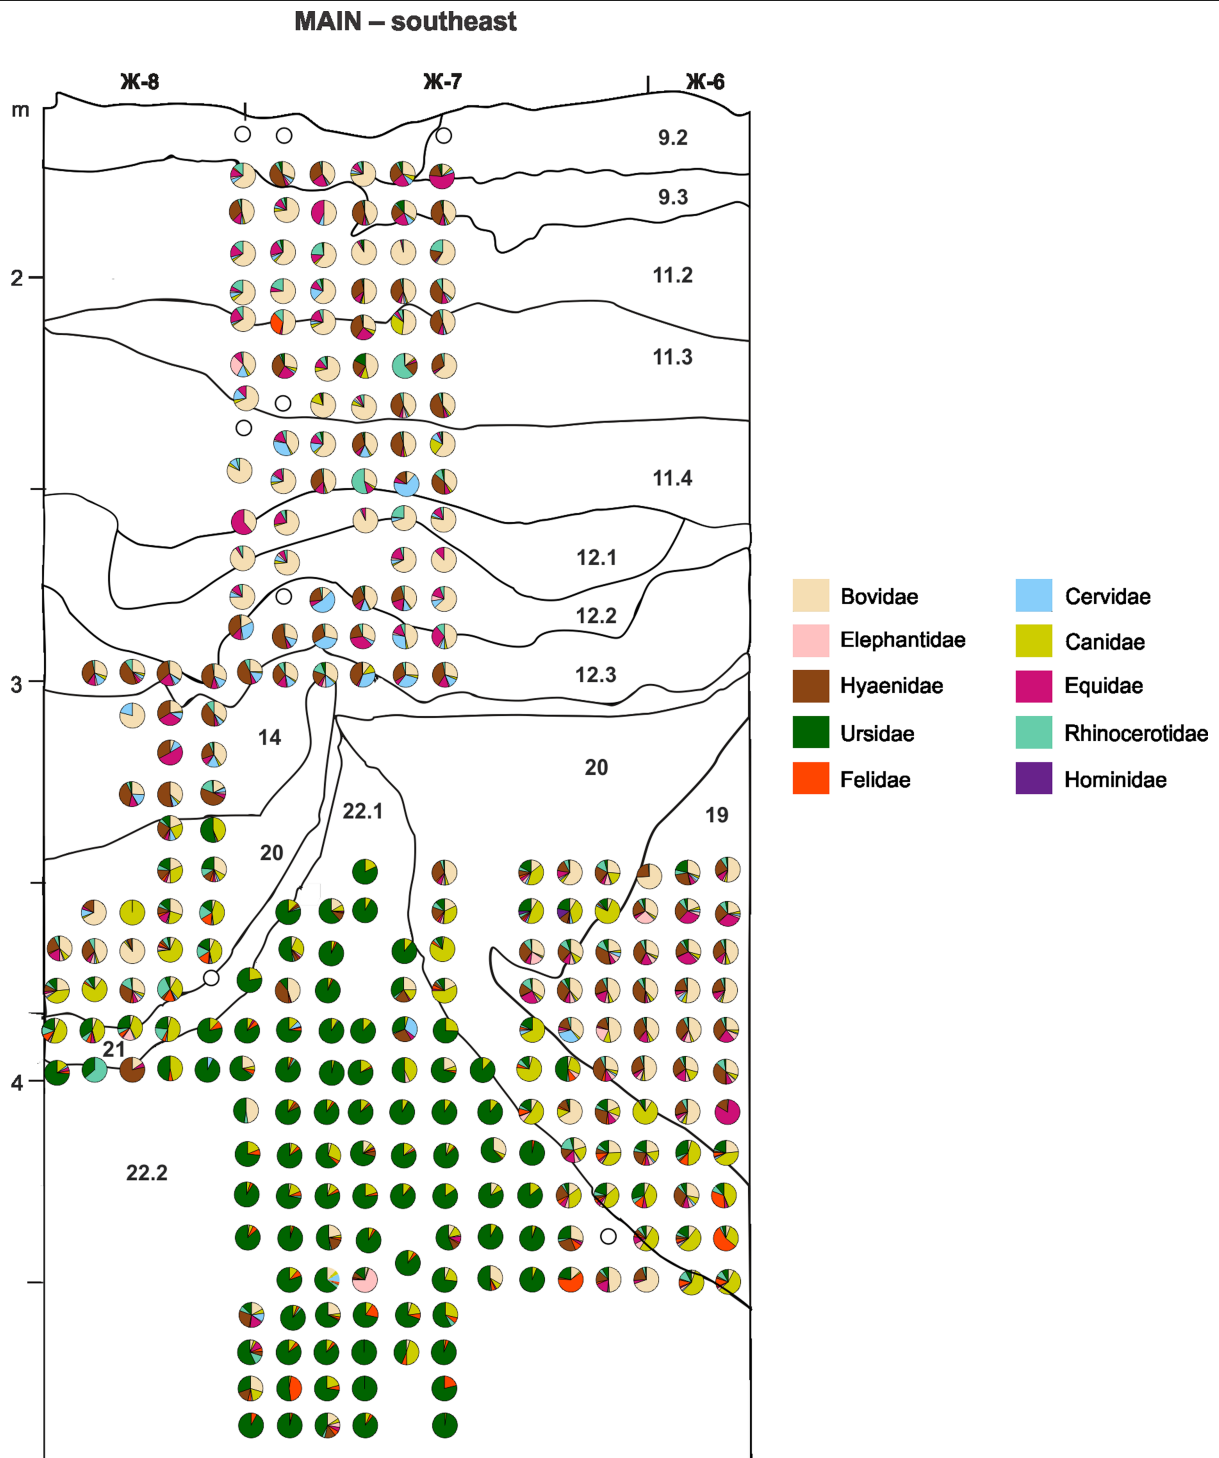 MAIN – southeast
Ж-8 Ж-7 Ж-6
m
9.2
9.3
2
11.2
11.3
11.4
12.1
12.2
3
12.3
14
20
22.1
19
20
21
4
22.2
Bovidae
Elephantidae
Hyaenidae
Ursidae
Felidae
Cervidae
Canidae
Equidae
Rhinocerotidae
Hominidae